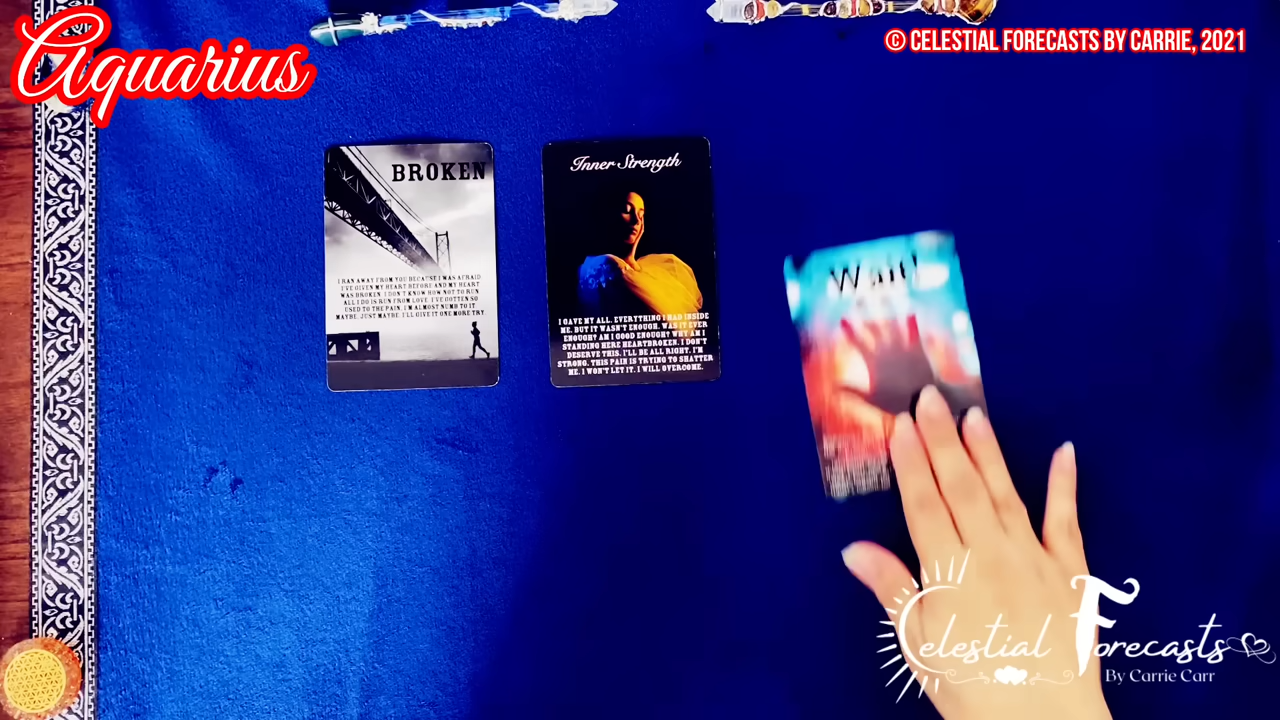 Aquarius
© CELESTIAL FORECASTS BY CARRIE, 2021
BROKEN
I RAN AWAY FROM YOU BECAUSE I WAS AFRAID
I'VE GIVEN MY HEART BEFORE AND MY HEART
WAS BROKEN. I DON'T KNOW HOW NOT TO RUN
ALL I DO IS RUN FROM LOVE. I'VE GOTTEN SO
USED TO THE PAIN. I'M ALMOST NUMB TO IT.
MAYBE. JUST MAYBE. I'LL GIVE IT ONE MORE TRY.
Inner Strength
I GAVE MY ALL. EVERYTHING I HAD INSIDE
ME. BUT IT WASN'T ENOUGH. WAS IT EVER
ENOUGH? AM I GOOD ENOUGH? WHY AM I
STANDING HERE HEARTBROKEN. I DON'T
DESERVE THIS. I'LL BE ALL RIGHT. I'M
STRONG. THIS PAIN IS TRYING TO SHATTER
ME. I WON'T LET IT. I WILL OVERCOME.
Wait!
Celestial Forecasts
By Carrie Carr